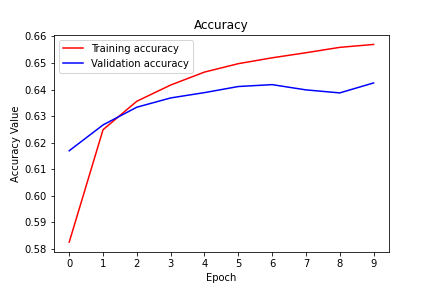 Accuracy
Training accuracy
Validation accuracy
Accuracy Value
0.66
0.65
0.64
0.63
0.62
0.61
0.60
0.59
0.58
0 1 2 3 4 5 6 7 8 9
Epoch